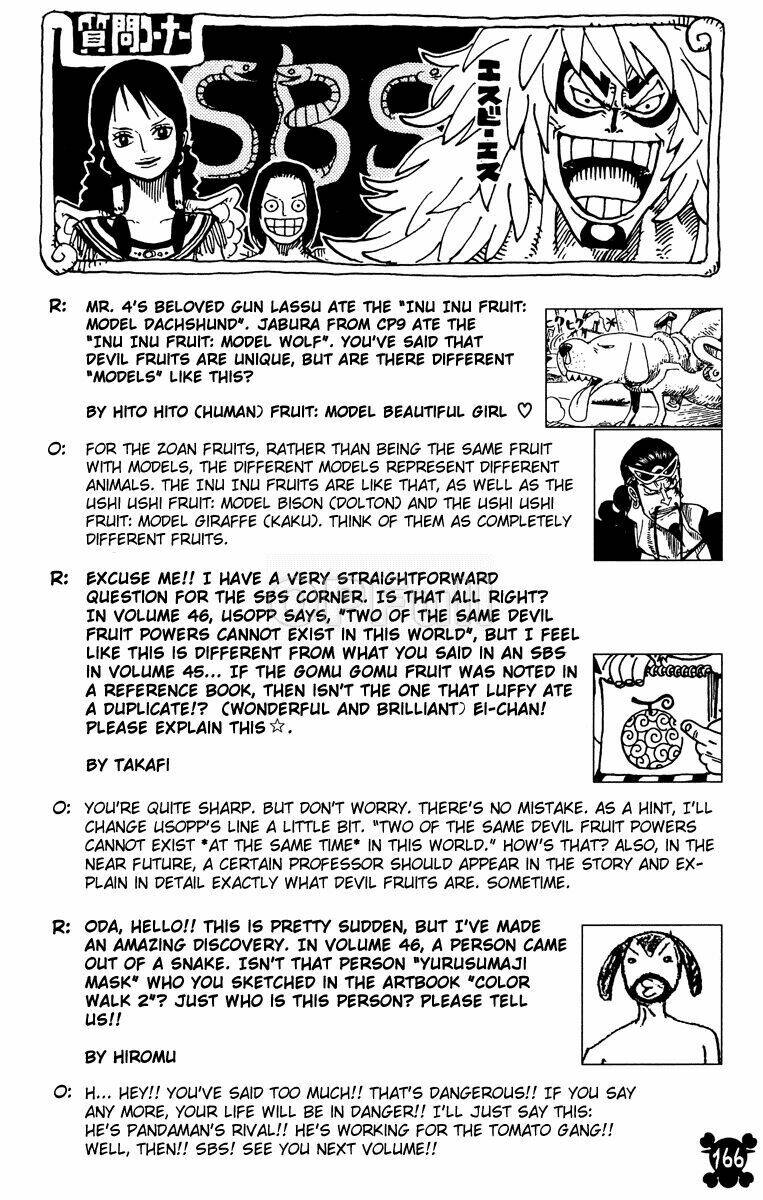 質問コーナー
SBS
エスビーエス
R: MR. 4'S BELOVED GUN LASSU ATE THE "INU INU FRUIT:
MODEL DACHSHUND". JABURA FROM CP9 ATE THE
"INU INU FRUIT: MODEL WOLF". YOU'VE SAID THAT
DEVIL FRUITS ARE UNIQUE, BUT ARE THERE DIFFERENT
"MODELS" LIKE THIS?
BY HITO HITO (HUMAN) FRUIT: MODEL BEAUTIFUL GIRL ♡
O: FOR THE ZOAN FRUITS, RATHER THAN BEING THE SAME FRUIT
WITH MODELS, THE DIFFERENT MODELS REPRESENT DIFFERENT
ANIMALS. THE INU INU FRUITS ARE LIKE THAT, AS WELL AS THE
USHI USHI FRUIT: MODEL BISON (DOLTON) AND THE USHI USHI
FRUIT: MODEL GIRAFFE (KAKU). THINK OF THEM AS COMPLETELY
DIFFERENT FRUITS.
R: EXCUSE ME!! I HAVE A VERY STRAIGHTFORWARD
QUESTION FOR THE SBS CORNER. IS THAT ALL RIGHT?
IN VOLUME 46, USOPP SAYS, "TWO OF THE SAME DEVIL
FRUIT POWERS CANNOT EXIST IN THIS WORLD", BUT I FEEL
LIKE THIS IS DIFFERENT FROM WHAT YOU SAID IN AN SBS
IN VOLUME 45... IF THE GOMU GOMU FRUIT WAS NOTED IN
A REFERENCE BOOK, THEN ISN'T THE ONE THAT LUFFY ATE
A DUPLICATE!? (WONDERFUL AND BRILLIANT) EI-CHAN!
PLEASE EXPLAIN THIS☆.
BY TAKAFI
O: YOU'RE QUITE SHARP. BUT DON'T WORRY. THERE'S NO MISTAKE. AS A HINT, I'LL
CHANGE USOPP'S LINE A LITTLE BIT. "TWO OF THE SAME DEVIL FRUIT POWERS
CANNOT EXIST *AT THE SAME TIME* IN THIS WORLD." HOW'S THAT? ALSO, IN THE
NEAR FUTURE, A CERTAIN PROFESSOR SHOULD APPEAR IN THE STORY AND EX-
PLAIN IN DETAIL EXACTLY WHAT DEVIL FRUITS ARE. SOMETIME.
R: ODA, HELLO!! THIS IS PRETTY SUDDEN, BUT I'VE MADE
AN AMAZING DISCOVERY. IN VOLUME 46, A PERSON CAME
OUT OF A SNAKE. ISN'T THAT PERSON "YURUSUMAJI
MASK" WHO YOU SKETCHED IN THE ARTBOOK "COLOR
WALK 2"? JUST WHO IS THIS PERSON? PLEASE TELL
US!!
BY HIROMU
O: H... HEY!! YOU'VE SAID TOO MUCH!! THAT'S DANGEROUS!! IF YOU SAY
ANY MORE, YOUR LIFE WILL BE IN DANGER!! I'LL JUST SAY THIS:
HE'S PANDAMAN'S RIVAL!! HE'S WORKING FOR THE TOMATO GANG!!
WELL, THEN!! SBS! SEE YOU NEXT VOLUME!!
166